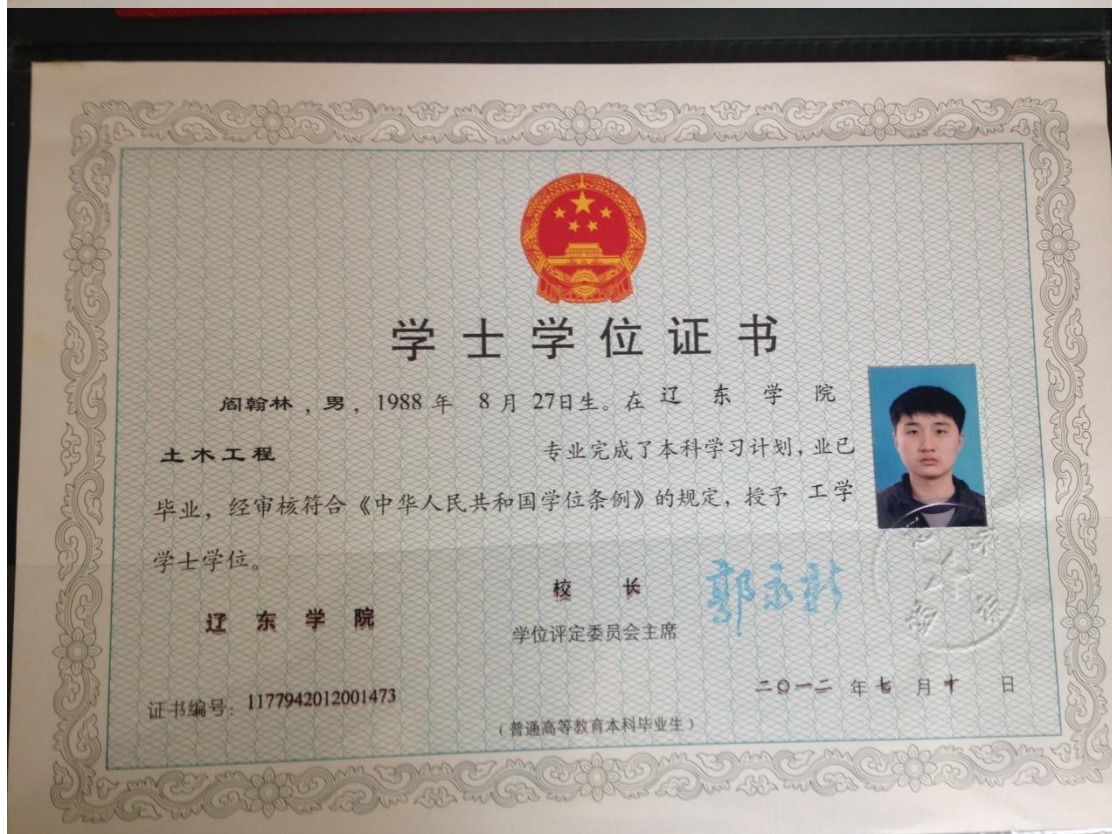 学士学位证书
阎翰林,男,1988年 8月 27日生。在 辽东学院
土木工程 专业完成了本科学习计划,业已
毕业,经审核符合《中华人民共和国学位条例》的规定,授予 工学
学士学位。
辽东学院
校长
郭永新
学位评定委员会主席
证书编号:1177942012001473
二〇一二年七月十日
(普通高等教育本科毕业生)